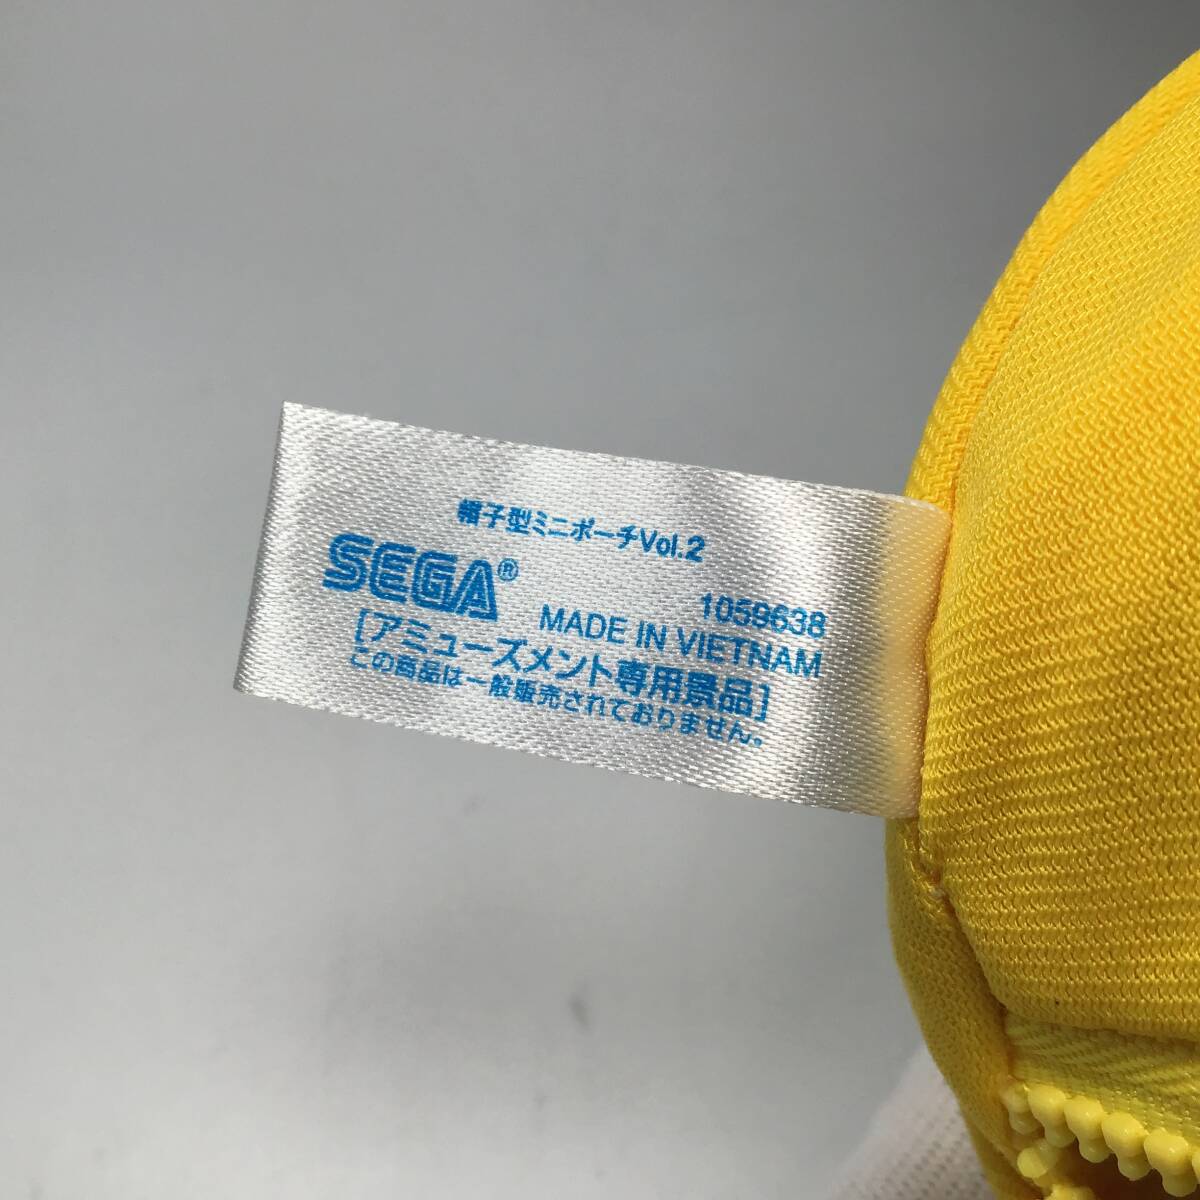 帽子型ミニポーチVol.2
SEGA®
1059638
MADE IN VIETNAM
[アミューズメント専用景品]
この商品は一般販売されておりません。